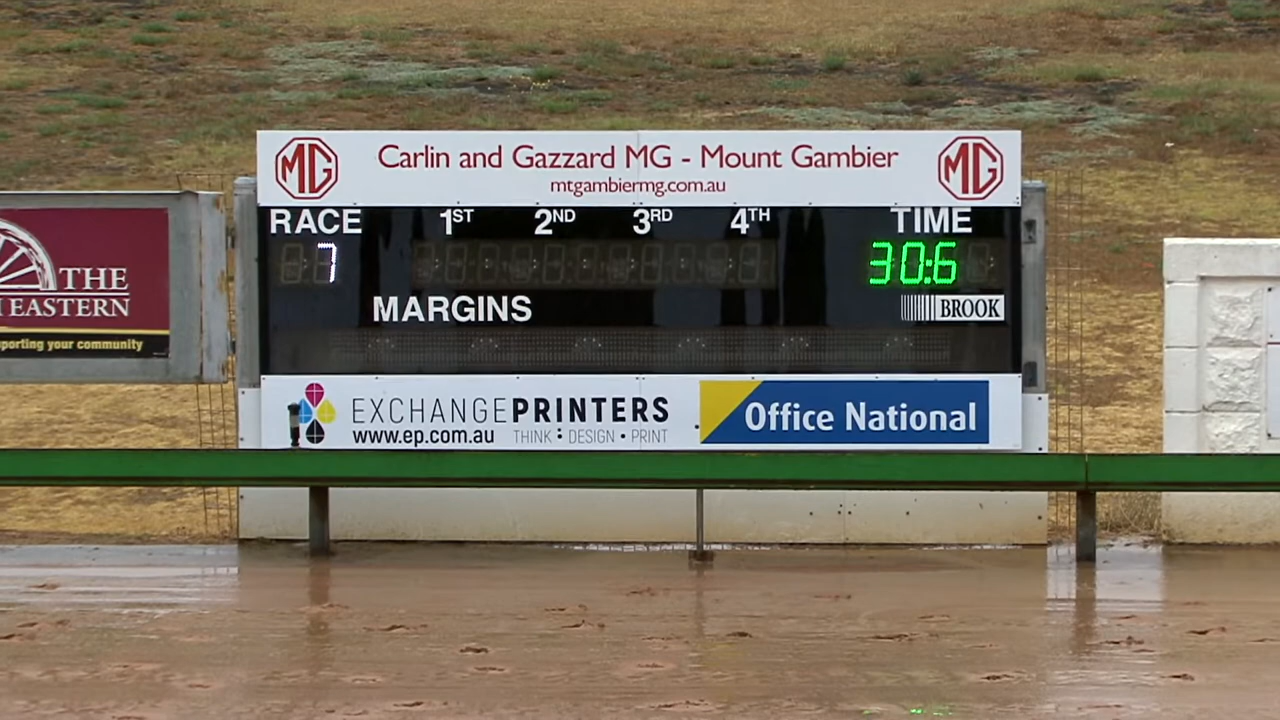 MG Carlin and Gazzard MG - Mount Gambier MG
mtgambiermg.com.au
RACE 1ST 2ND 3RD 4TH TIME
7 30:6
MARGINS BROOK
THE
EASTERN
porting your community
EXCHANGEPRINTERS
www.ep.com.au THINK : DESIGN • PRINT
Office National